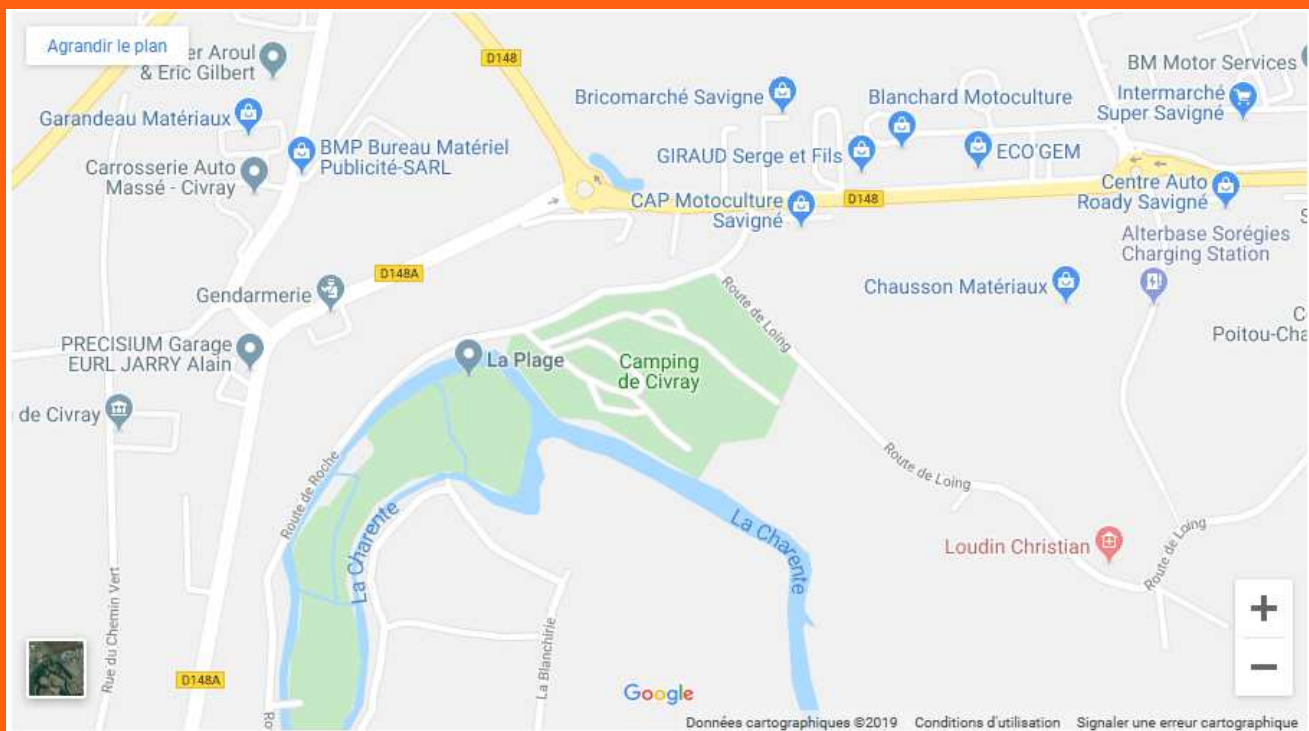 Agrandir le plan
er Aroul
& Eric Gilbert
D148
BM Motor Services
Bricomarché Savigne
Blanchard Motoculture
Intermarché
Super Savigné
Garandeau Matériaux
BMP Bureau Matériel
Publicité-SARL
GIRAUD Serge et Fils
ECO'GEM
Carrosserie Auto
Massé - Civray
Centre Auto
Roady Savigné
CAP Motoculture
Savigné
D148
S
Alterbase Sorégies
Charging Station
D148A
Gendarmerie
Chausson Matériaux
Route de Loing
C
Poitou-Cha
PRECISIUM Garage
EURL JARRY Alain
La Plage
Camping
de Civray
de Civray
Route de Roche
Route de Loing
La Charente
La Charente
Loudin Christian
Route de Loing
Rue du Chemin Vert
La Blanchirie
+
−
D148A
Ro
Google
Données cartographiques ©2019 Conditions d'utilisation Signaler une erreur cartographique